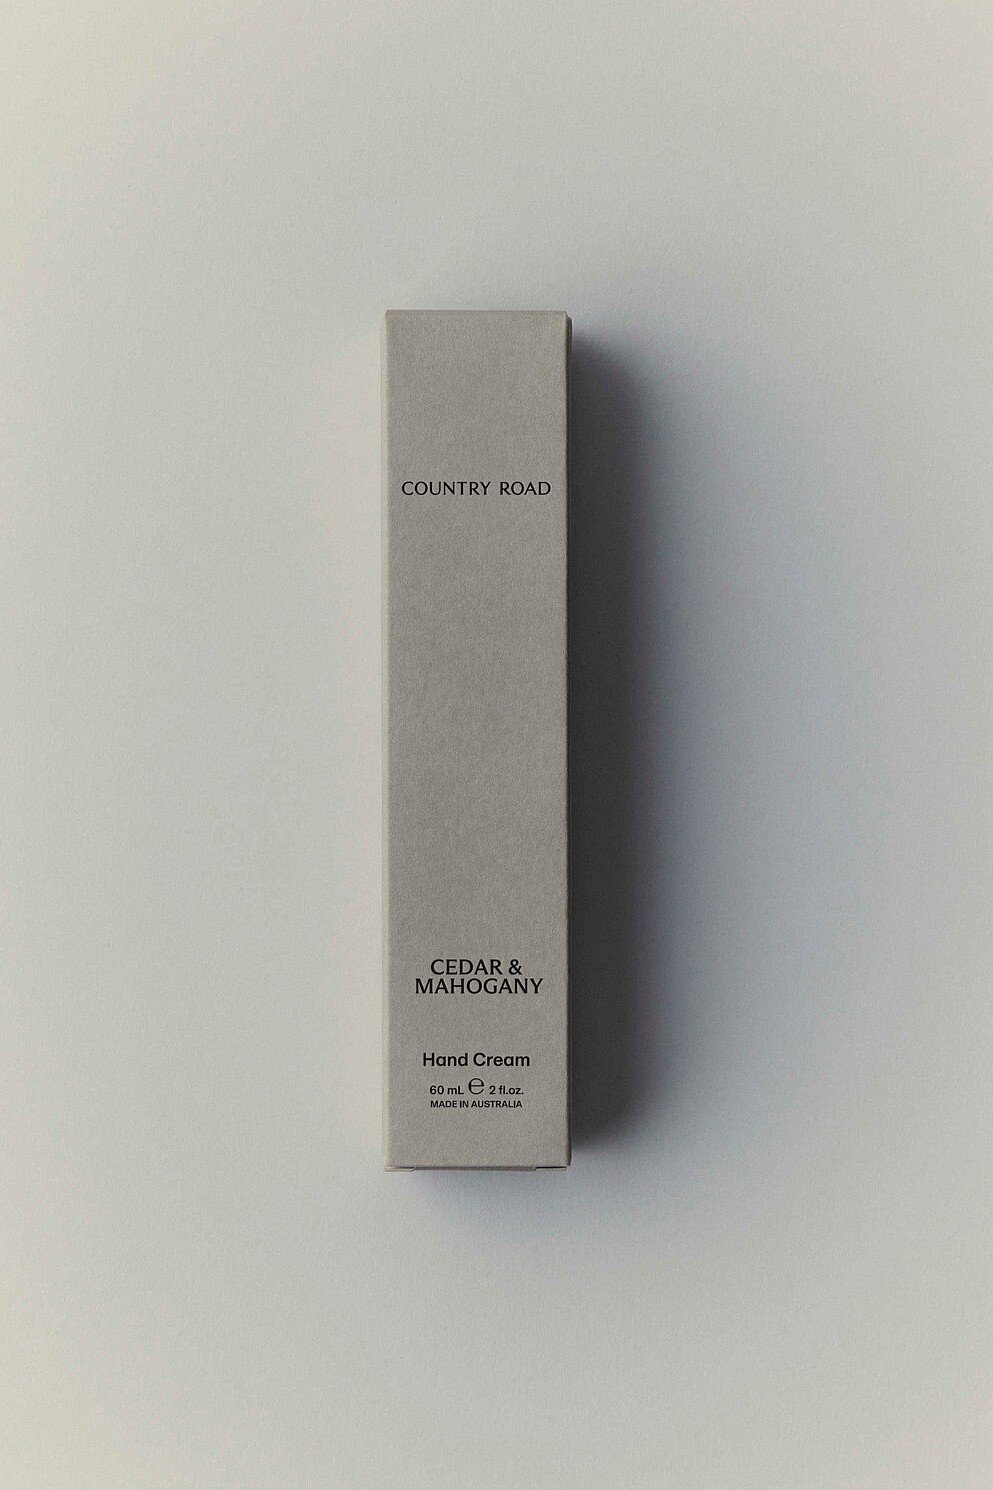 COUNTRY ROAD
CEDAR &
MAHOGANY
Hand Cream
60 mL ℮ 2 fl.oz.
MADE IN AUSTRALIA